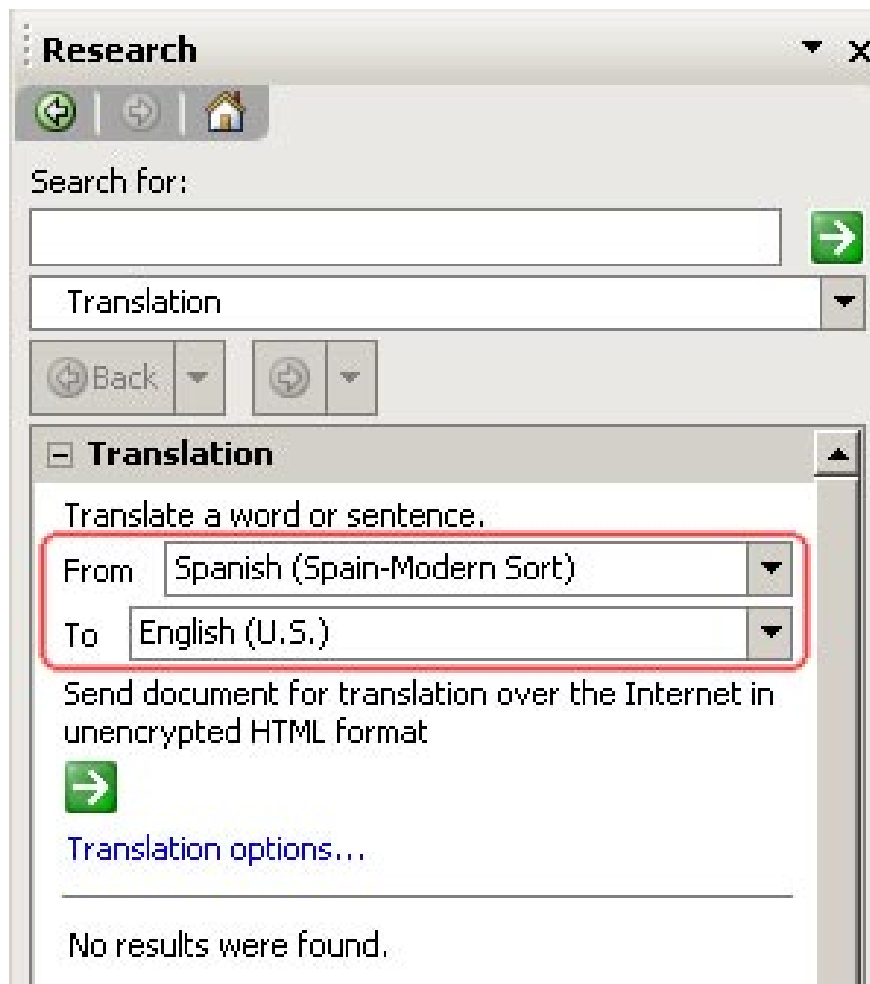 Research
Search for:
Translation
Back
Translation
Translate a word or sentence.
From Spanish (Spain-Modern Sort)
To English (U.S.)
Send document for translation over the Internet in
unencrypted HTML format
Translation options...
No results were found.